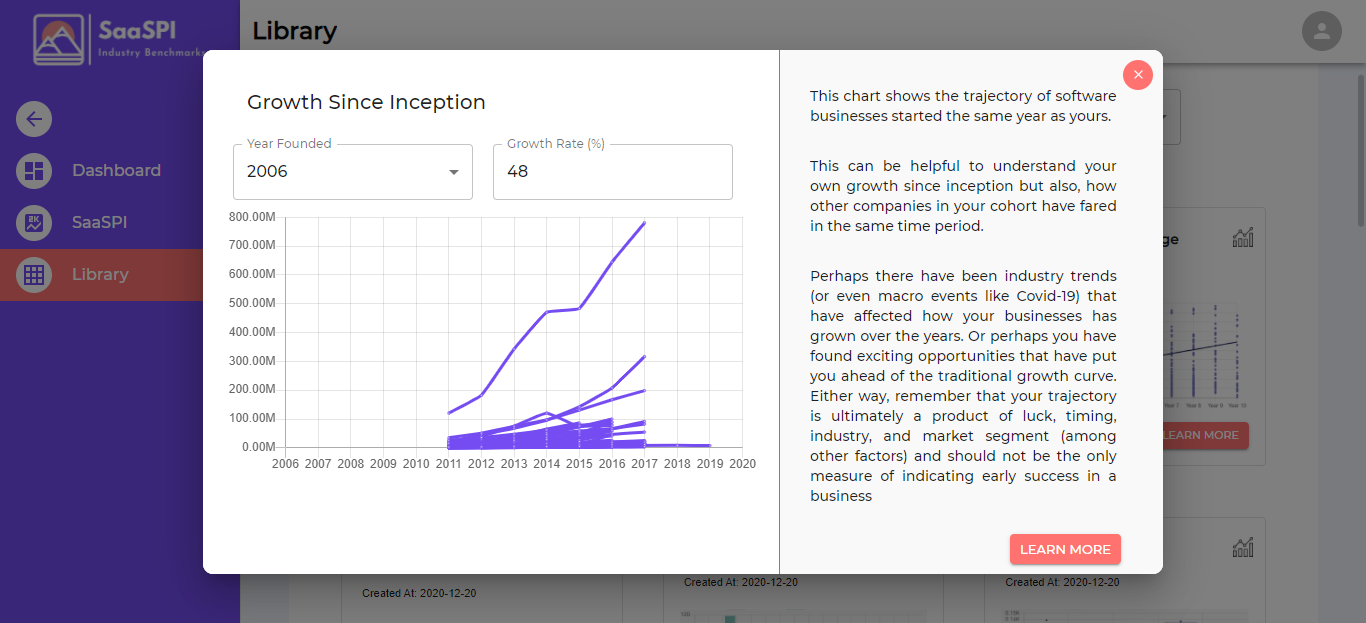 SaaSPI
Industry Benchmarks
Library
Dashboard
SaaSPI
Library
Growth Since Inception
Year Founded
2006
Growth Rate (%)
48
800.00M
700.00M
600.00M
500.00M
400.00M
300.00M
200.00M
100.00M
0.00M
2006 2007 2008 2009 2010 2011 2012 2013 2014 2015 2016 2017 2018 2019 2020
This chart shows the trajectory of software
businesses started the same year as yours.
This can be helpful to understand your
own growth since inception but also, how
other companies in your cohort have fared
in the same time period.
Perhaps there have been industry trends
(or even macro events like Covid-19) that
have affected how your businesses has
grown over the years. Or perhaps you have
found exciting opportunities that have put
you ahead of the traditional growth curve.
Either way, remember that your trajectory
is ultimately a product of luck, timing,
industry, and market segment (among
other factors) and should not be the only
measure of indicating early success in a
business
LEARN MORE
ge
Year 7 Year 8 Year 9 Year 10
LEARN MORE
Created At: 2020-12-20
Created At: 2020-12-20
Created At: 2020-12-20
100